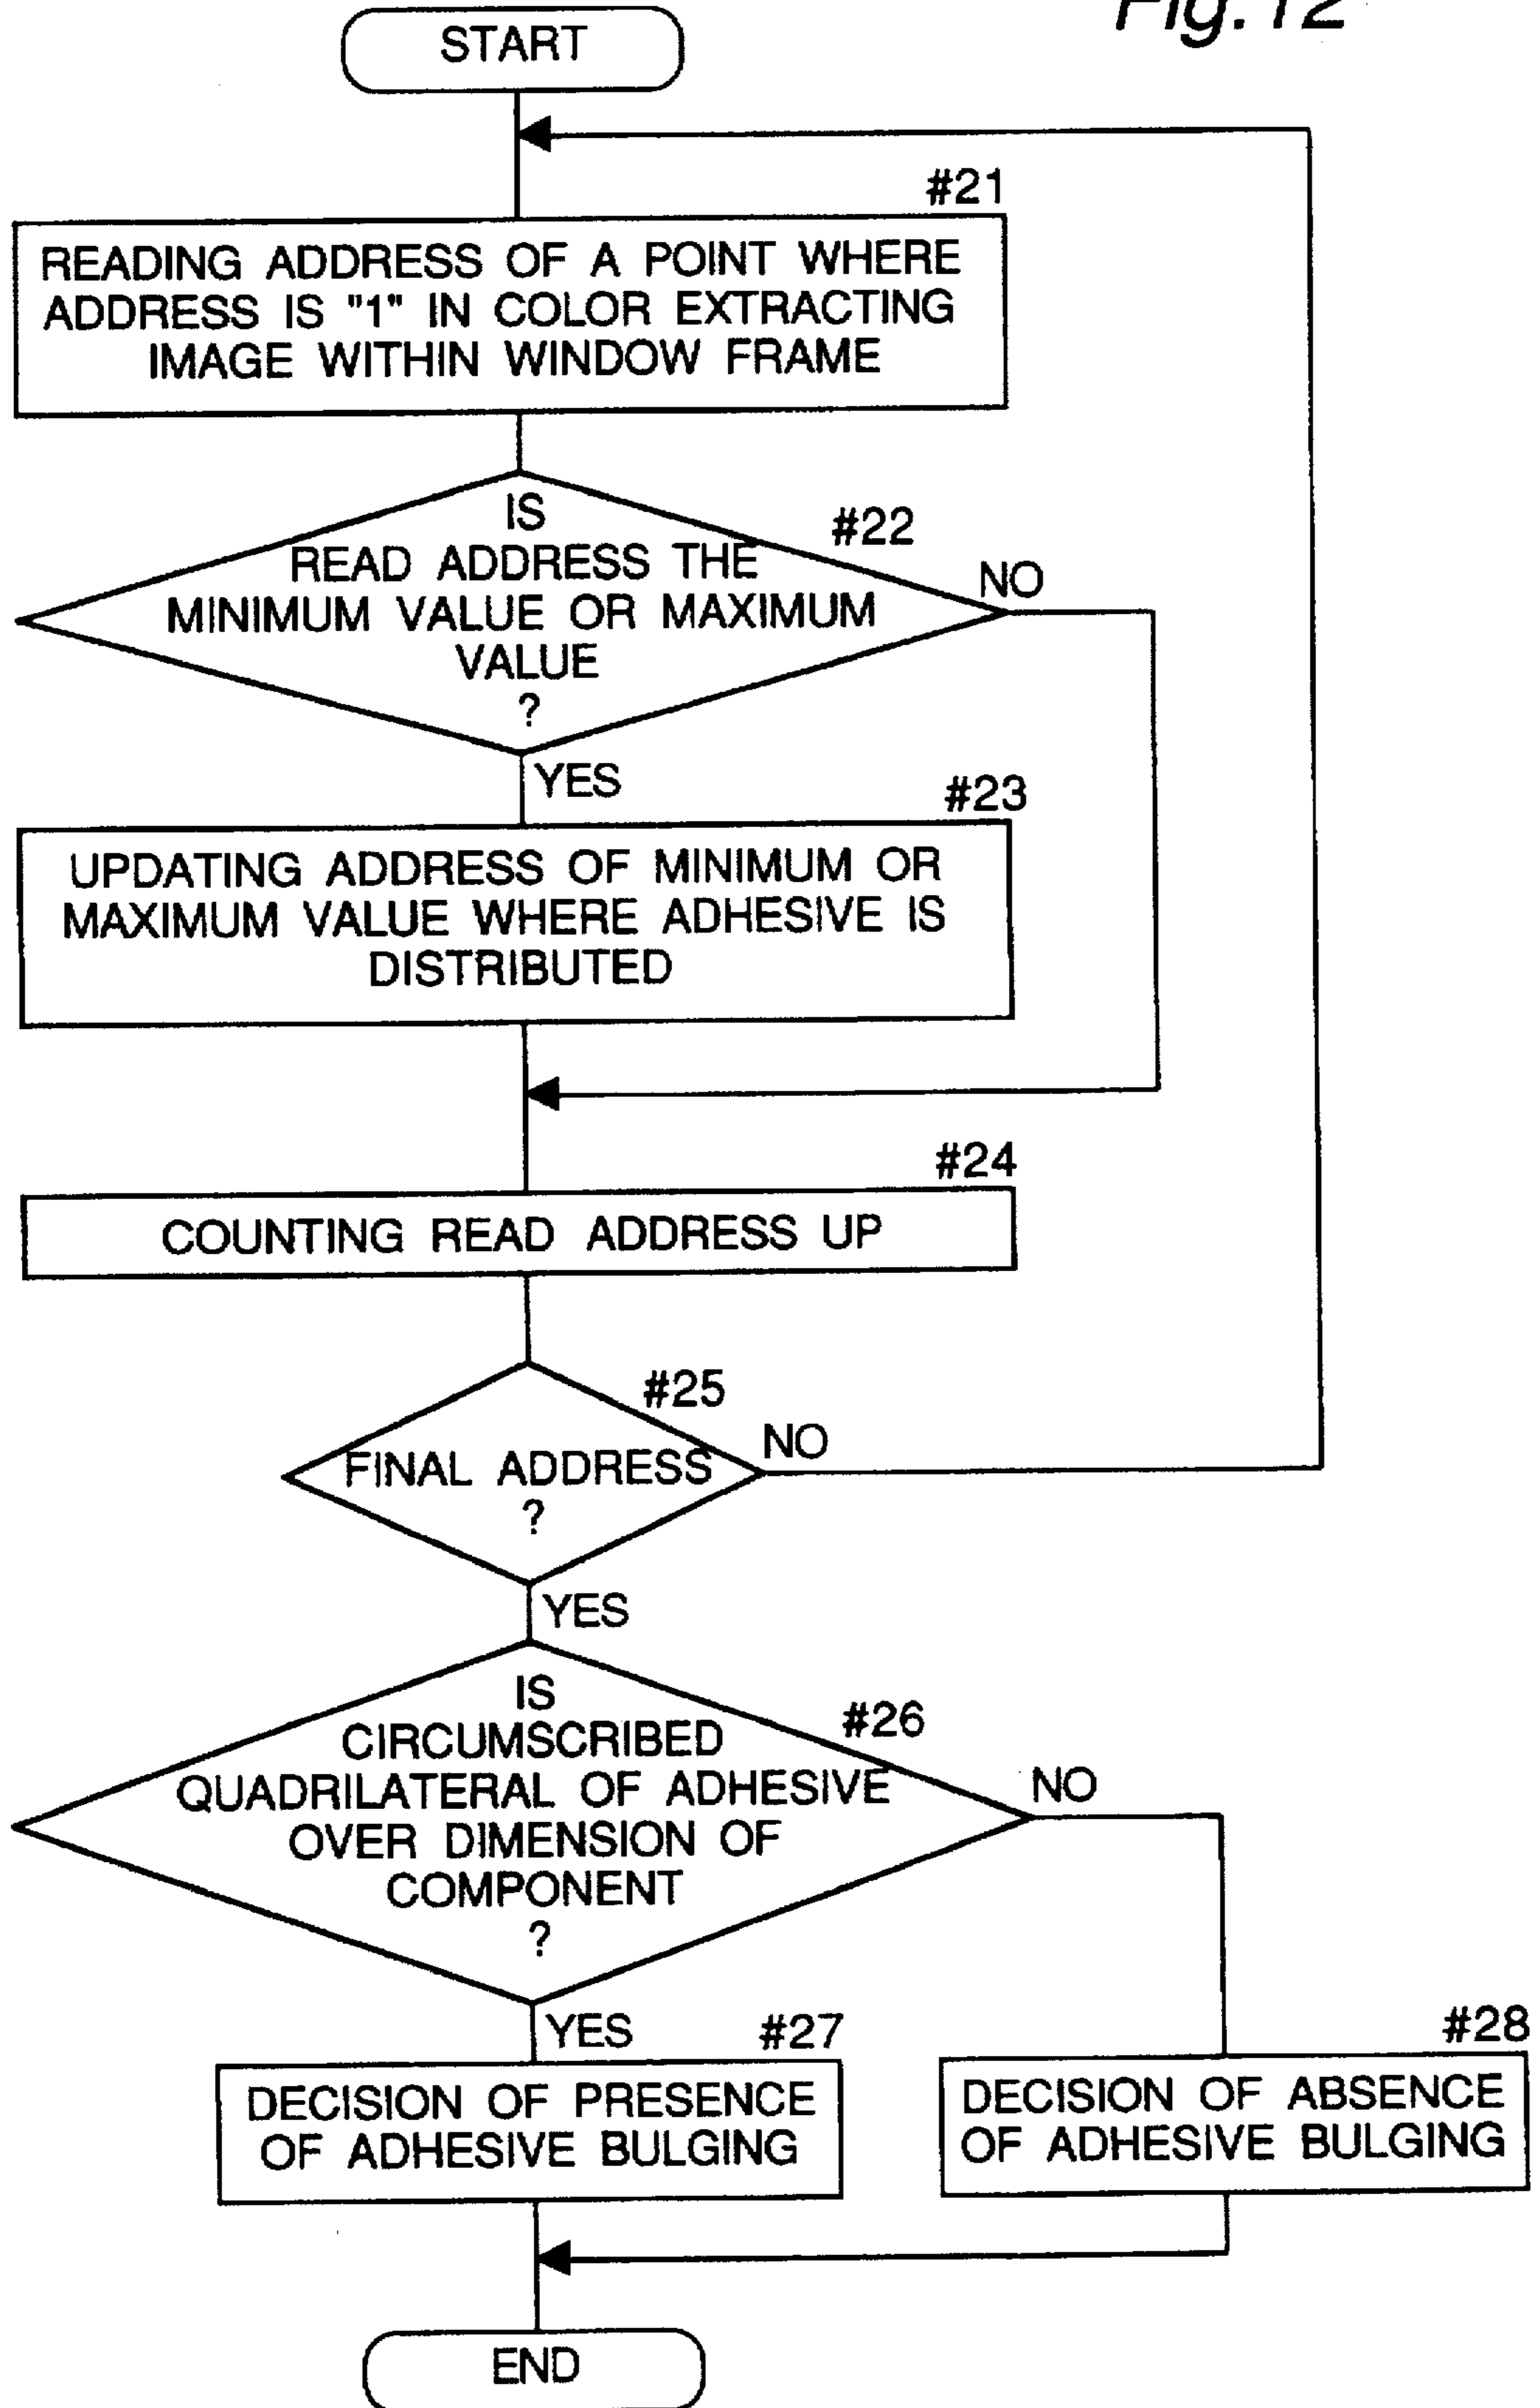 Fig. 12
START
#21
READING ADDRESS OF A POINT WHERE
ADDRESS IS "1" IN COLOR EXTRACTING
IMAGE WITHIN WINDOW FRAME
#22
IS
READ ADDRESS THE
MINIMUM VALUE OR MAXIMUM
VALUE
?
NO
YES
#23
UPDATING ADDRESS OF MINIMUM OR
MAXIMUM VALUE WHERE ADHESIVE IS
DISTRIBUTED
#24
COUNTING READ ADDRESS UP
#25
FINAL ADDRESS
?
NO
YES
#26
IS
CIRCUMSCRIBED
QUADRILATERAL OF ADHESIVE
OVER DIMENSION OF
COMPONENT
?
NO
YES
#27
DECISION OF PRESENCE
OF ADHESIVE BULGING
#28
DECISION OF ABSENCE
OF ADHESIVE BULGING
END